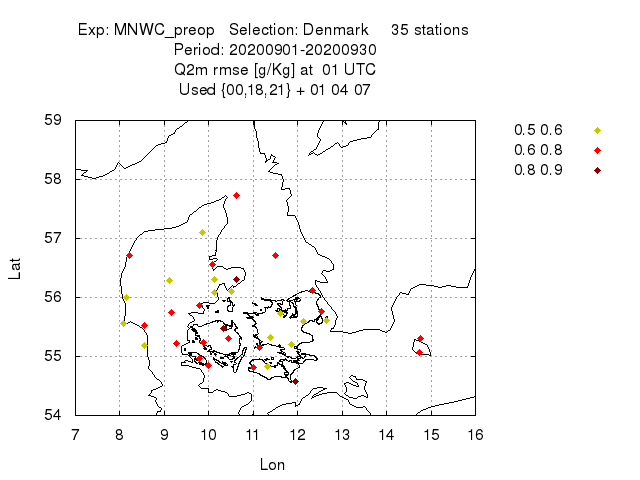 Exp: MNWC_preop Selection: Denmark 35 stations
Period: 20200901-20200930
Q2m rmse [g/Kg] at 01 UTC
Used {00,18,21} + 01 04 07
59
58
57
56
55
54
Lat
7 8 9 10 11 12 13 14 15 16
Lon
0.5 0.6
0.6 0.8
0.8 0.9